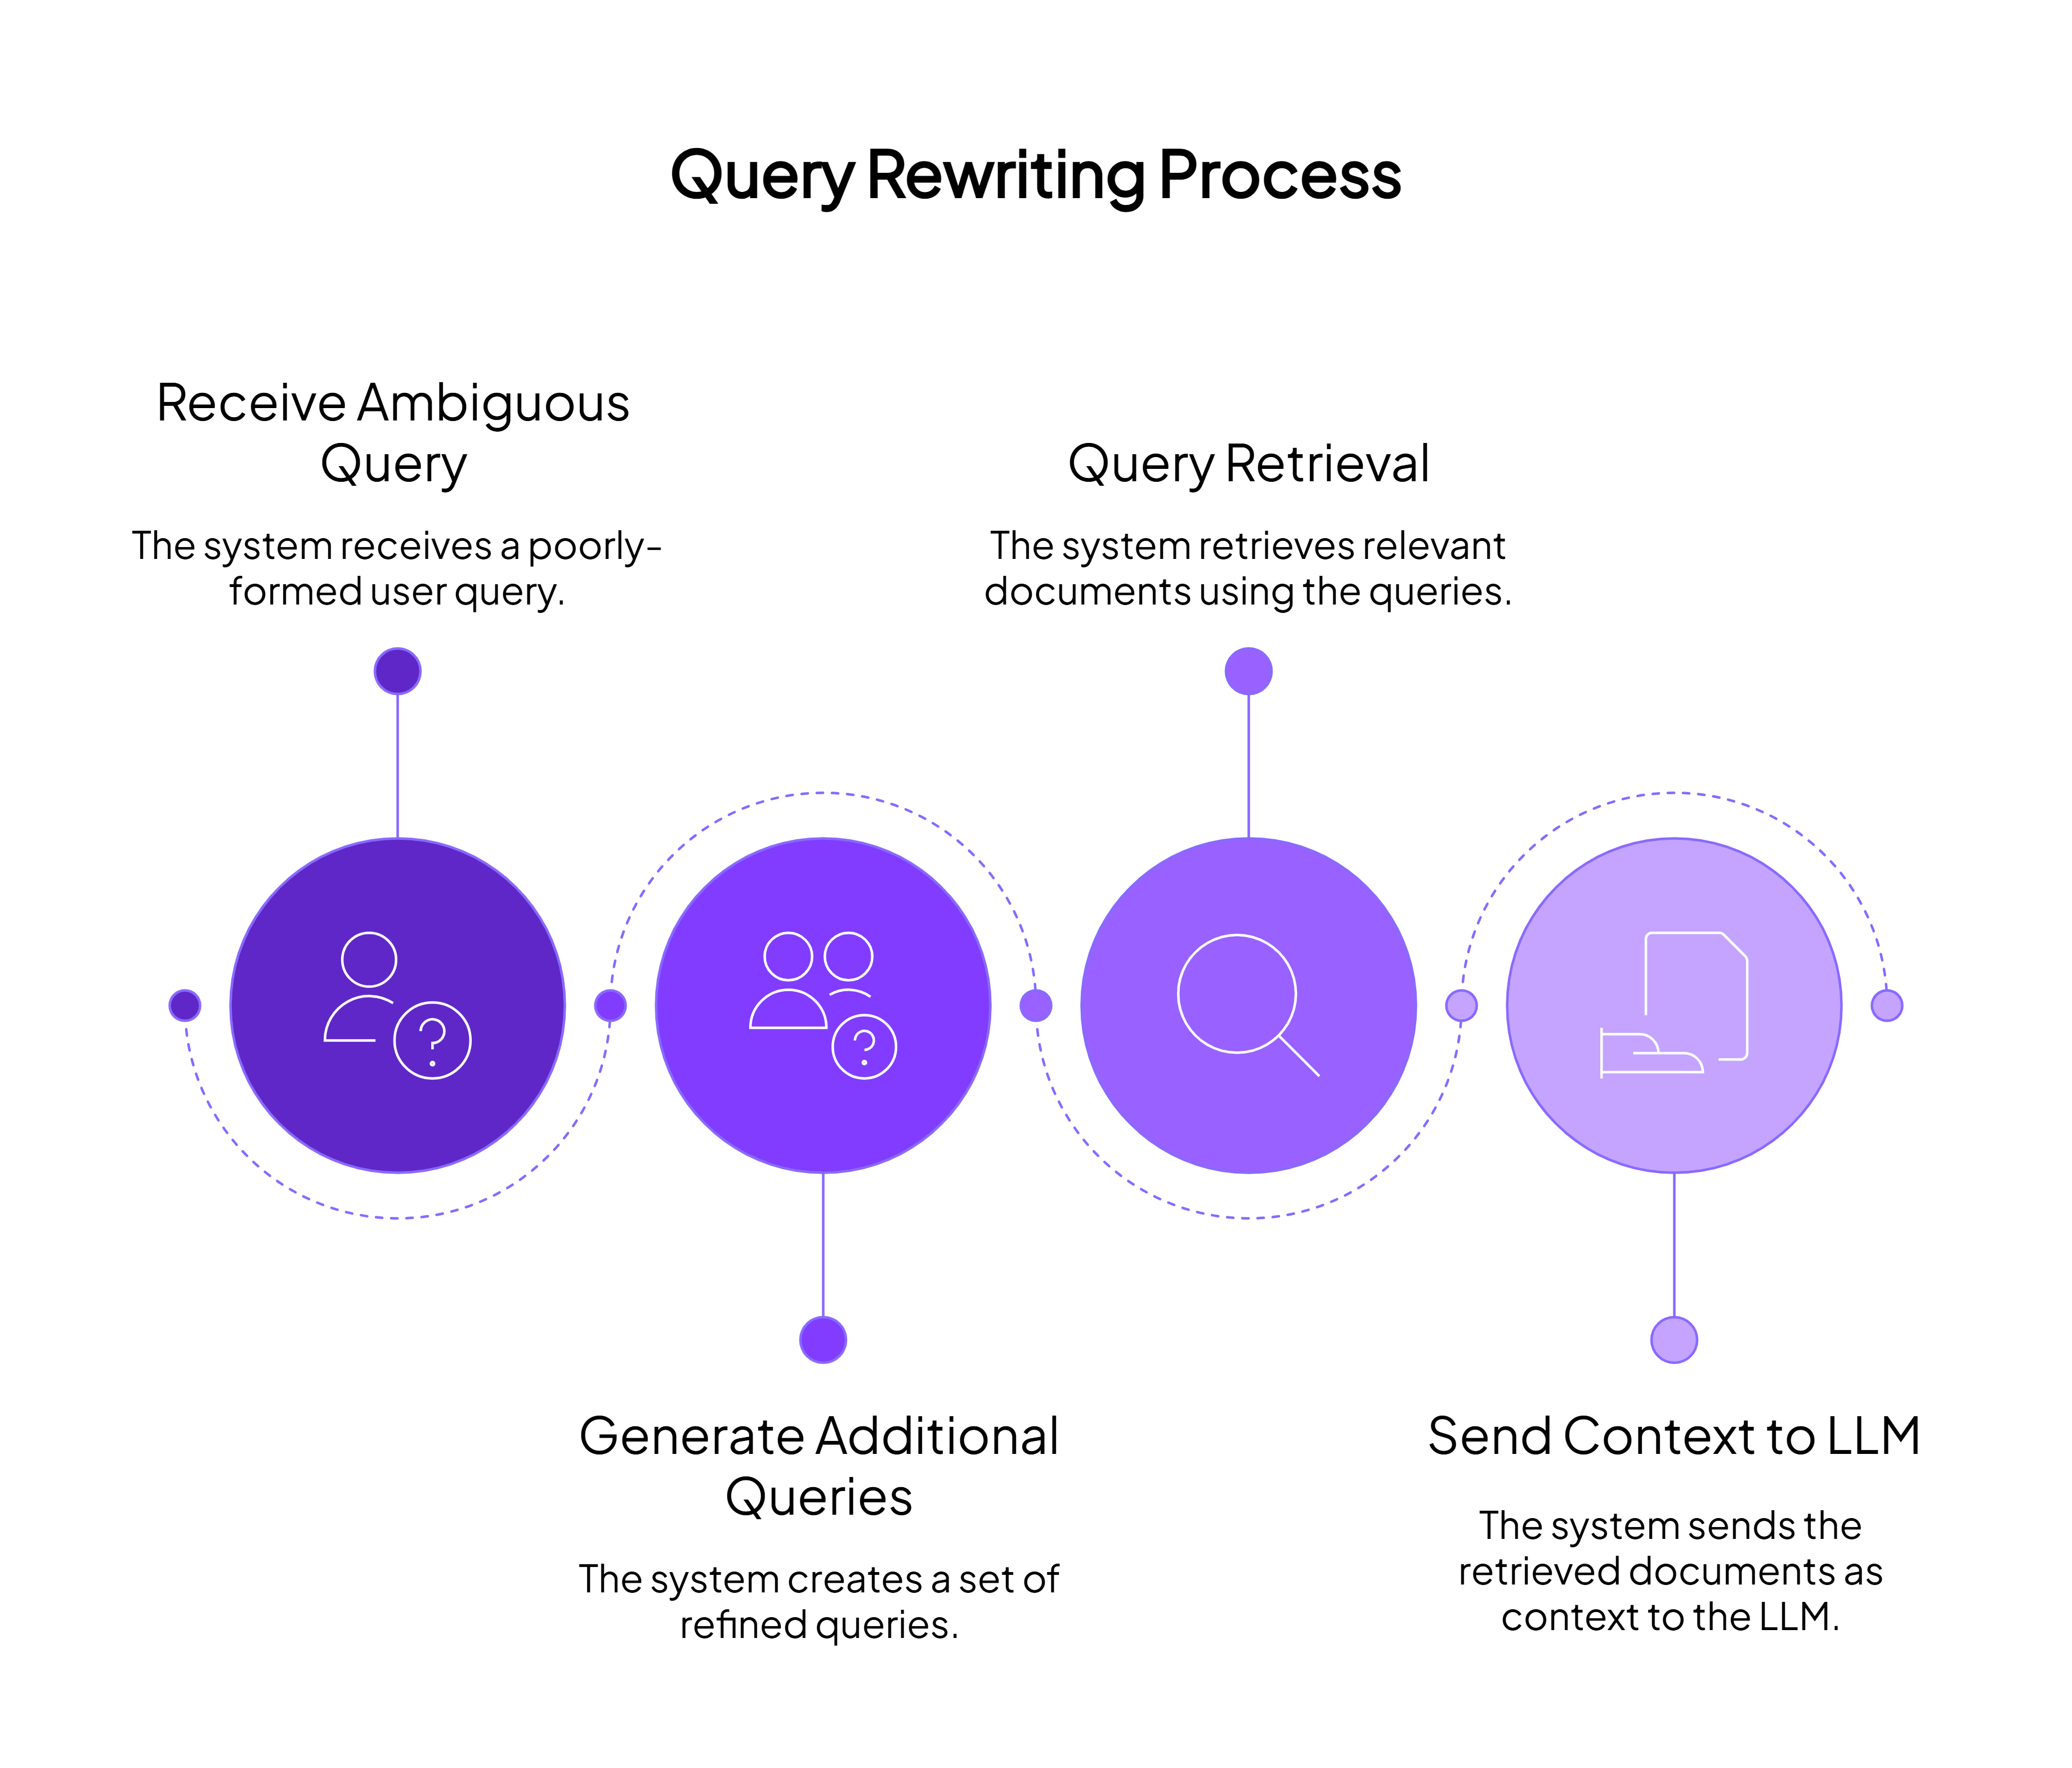 Query Rewriting Process
Receive Ambiguous
Query
The system receives a poorly-
formed user query.
Query Retrieval
The system retrieves relevant
documents using the queries.
?
?
Generate Additional
Queries
The system creates a set of
refined queries.
Send Context to LLM
The system sends the
retrieved documents as
context to the LLM.